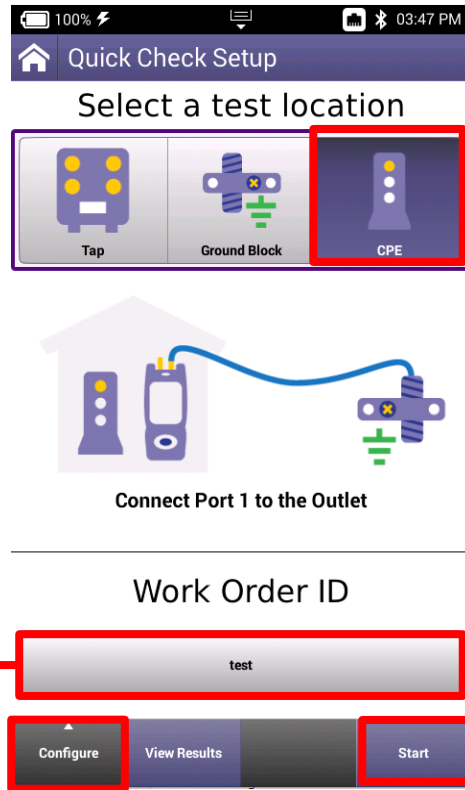 100% 03:47 PM
Quick Check Setup
Select a test location
Tap Ground Block CPE
Connect Port 1 to the Outlet
Work Order ID
test
Configure View Results Start